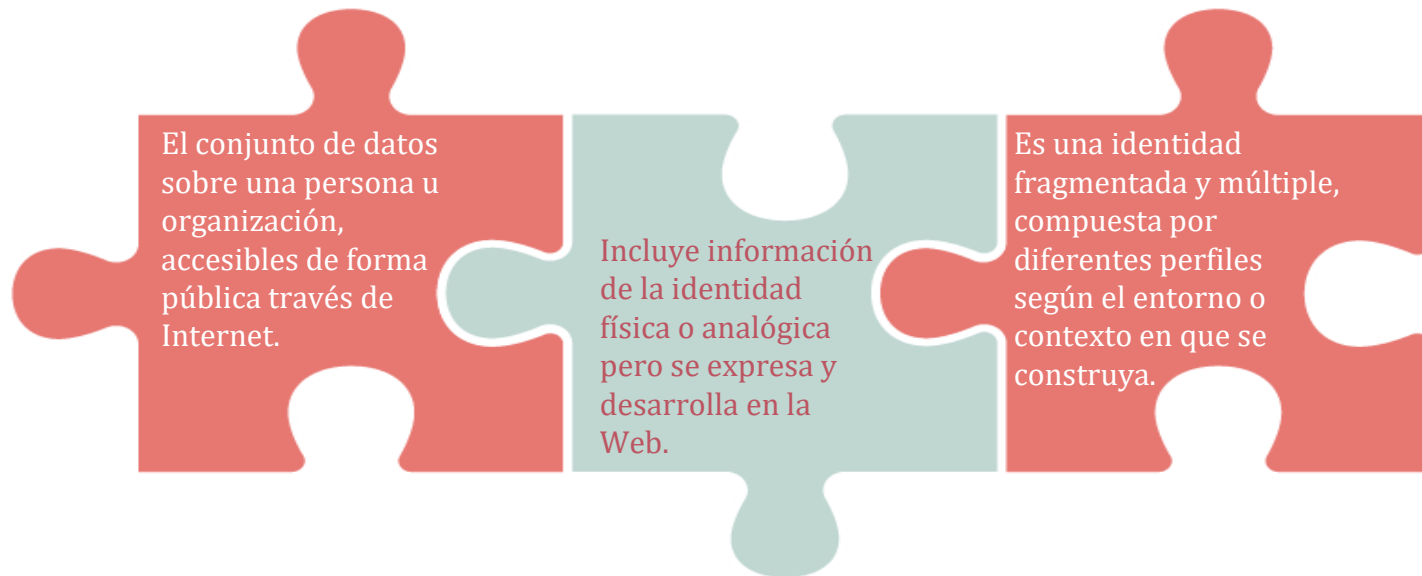 El conjunto de datos
sobre una persona u
organización,
accesibles de forma
pública través de
Internet.
Incluye información
de la identidad
física o analógica
pero se expresa y
desarrolla en la
Web.
Es una identidad
fragmentada y múltiple,
compuesta por
diferentes perfiles
según el entorno o
contexto en que se
construya.